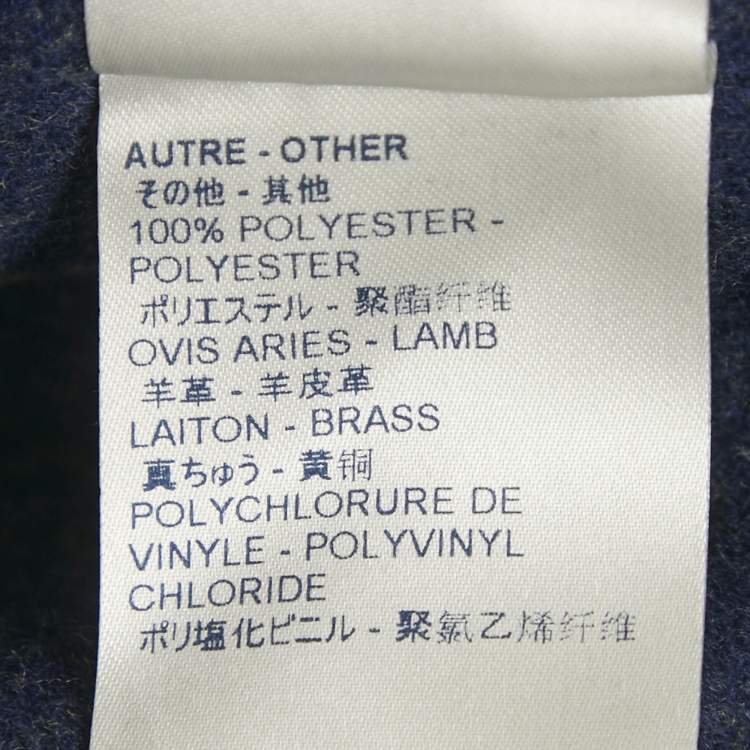 AUTRE - OTHER
その他 - 其他
100% POLYESTER -
POLYESTER
ポリエステル - 聚酯纤维
OVIS ARIES - LAMB
羊革 - 羊皮革
LAITON - BRASS
真ちゅう - 黄铜
POLYCHLORURE DE
VINYLE - POLYVINYL
CHLORIDE
ポリ塩化ビニル - 聚氯乙烯纤维